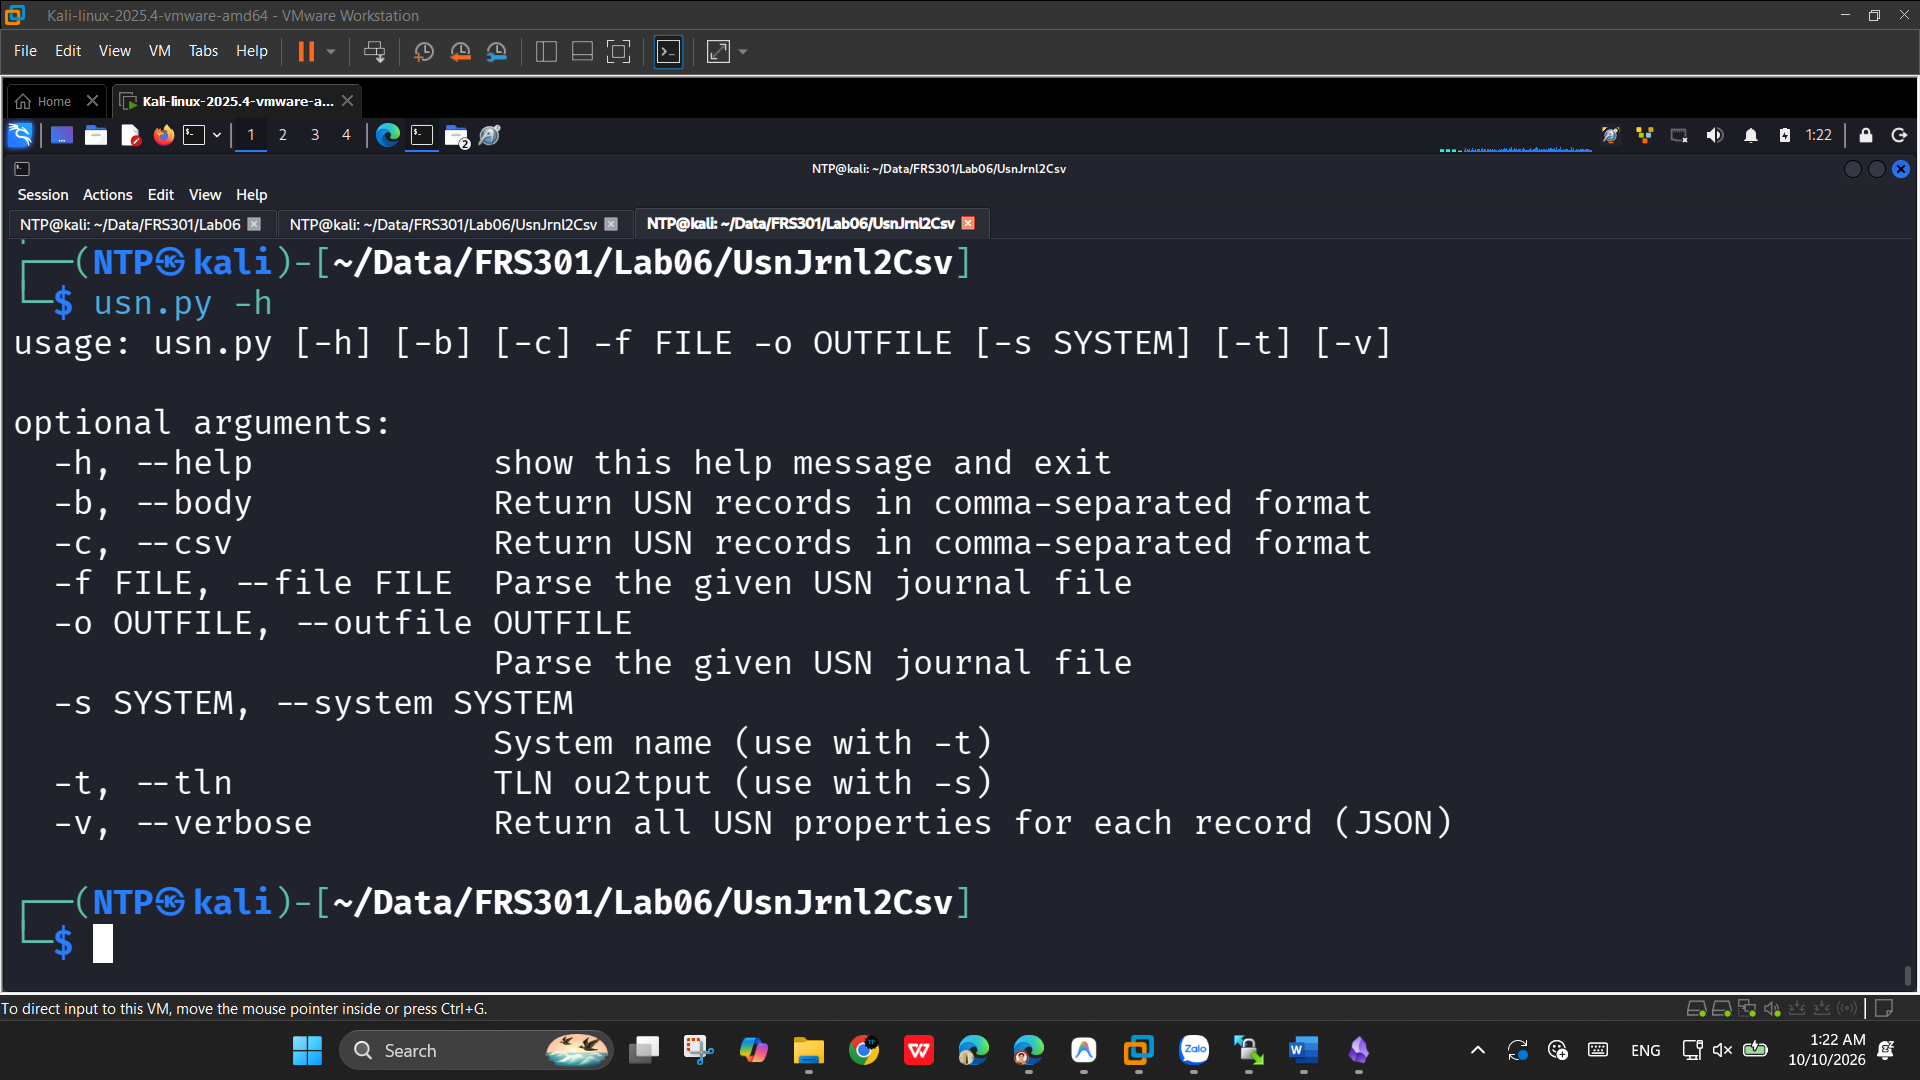 Kali-linux-2025.4-vmware-amd64 - VMware Workstation
File Edit View VM Tabs Help
Home Kali-linux-2025.4-vmware-a...
1 2 3 4 2 1:22
NTP@kali: ~/Data/FRS301/Lab06/UsnJrnl2Csv
Session Actions Edit View Help
NTP@kali: ~/Data/FRS301/Lab06 NTP@kali: ~/Data/FRS301/Lab06/UsnJrnl2Csv NTP@kali: ~/Data/FRS301/Lab06/UsnJrnl2Csv
┌──(NTP㉿kali)-[~/Data/FRS301/Lab06/UsnJrnl2Csv]
└─$ usn.py -h
usage: usn.py [-h] [-b] [-c] -f FILE -o OUTFILE [-s SYSTEM] [-t] [-v]
optional arguments:
-h, --help show this help message and exit
-b, --body Return USN records in comma-separated format
-c, --csv Return USN records in comma-separated format
-f FILE, --file FILE Parse the given USN journal file
-o OUTFILE, --outfile OUTFILE
Parse the given USN journal file
-s SYSTEM, --system SYSTEM
System name (use with -t)
-t, --tln TLN ou2tput (use with -s)
-v, --verbose Return all USN properties for each record (JSON)
┌──(NTP㉿kali)-[~/Data/FRS301/Lab06/UsnJrnl2Csv]
└─$
To direct input to this VM, move the mouse pointer inside or press Ctrl+G.
Search Zalo ENG 1:22 AM
10/10/2026